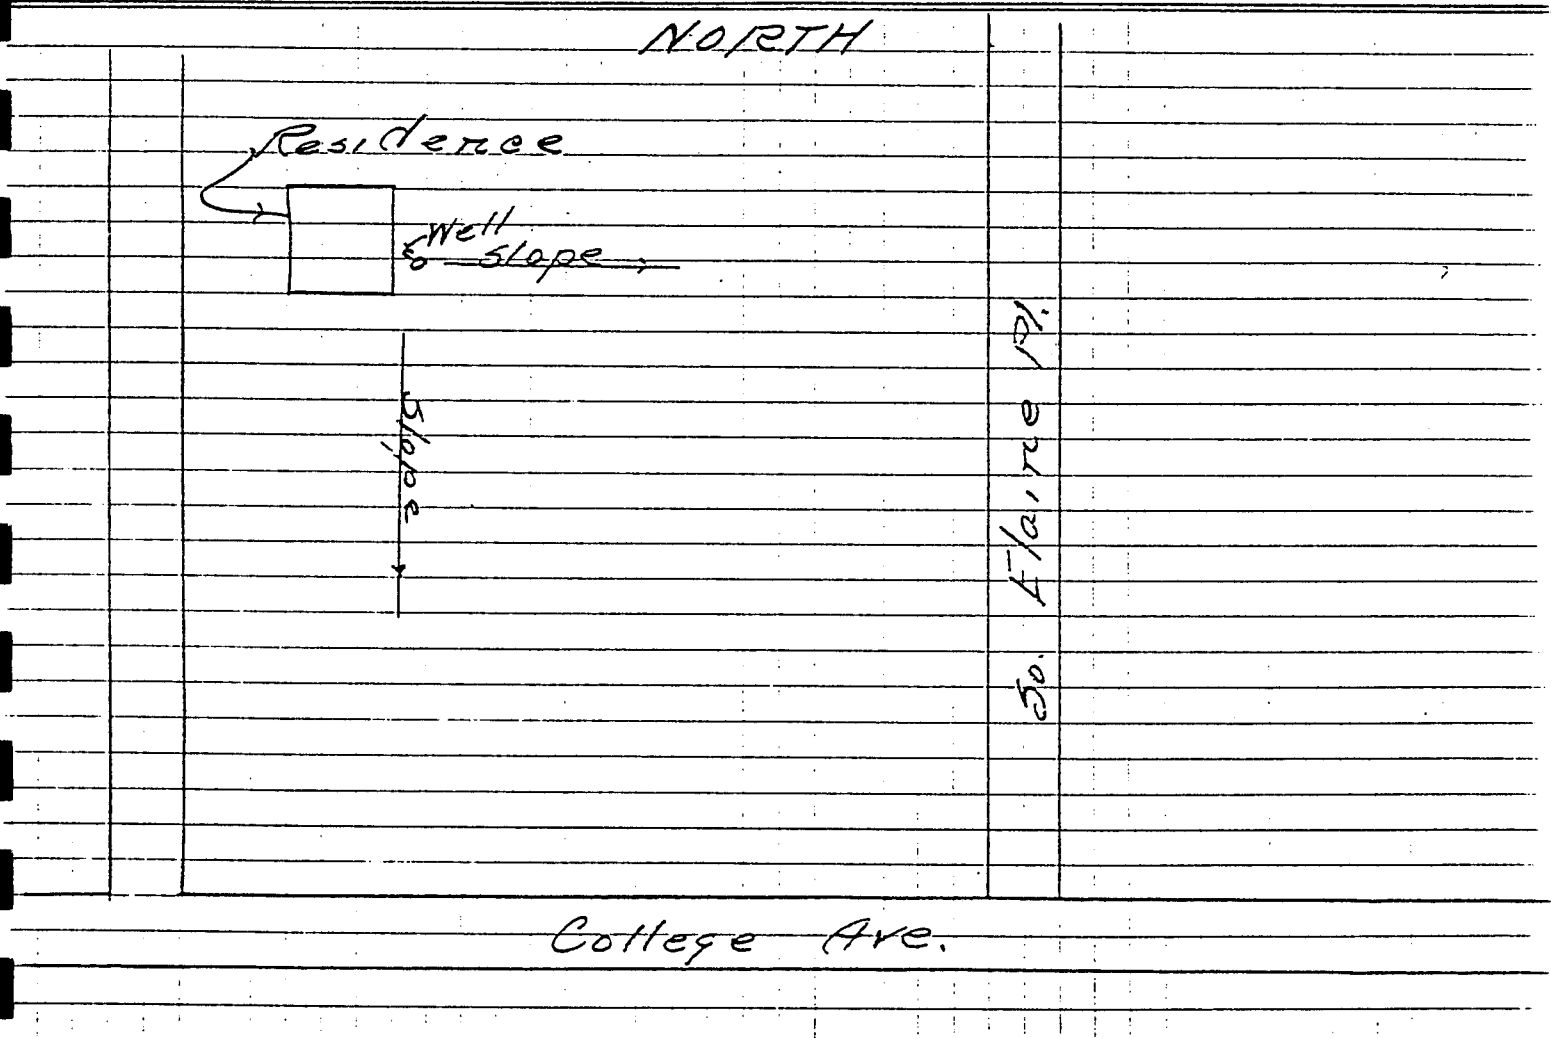 NORTH
Residence
Well
Slope
Slope
So. Elaine Pl.
College Ave.